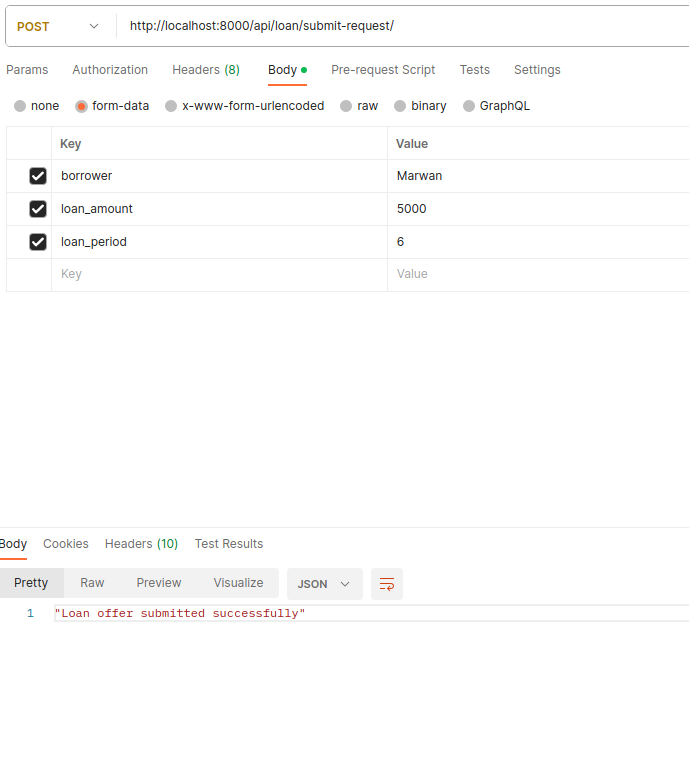 POST http://localhost:8000/api/loan/submit-request/
Params Authorization Headers (8) Body Pre-request Script Tests Settings
none form-data x-www-form-urlencoded raw binary GraphQL
Key Value
borrower Marwan
loan_amount 5000
loan_period 6
Key Value
Body Cookies Headers (10) Test Results
Pretty Raw Preview Visualize JSON
1 "Loan offer submitted successfully"